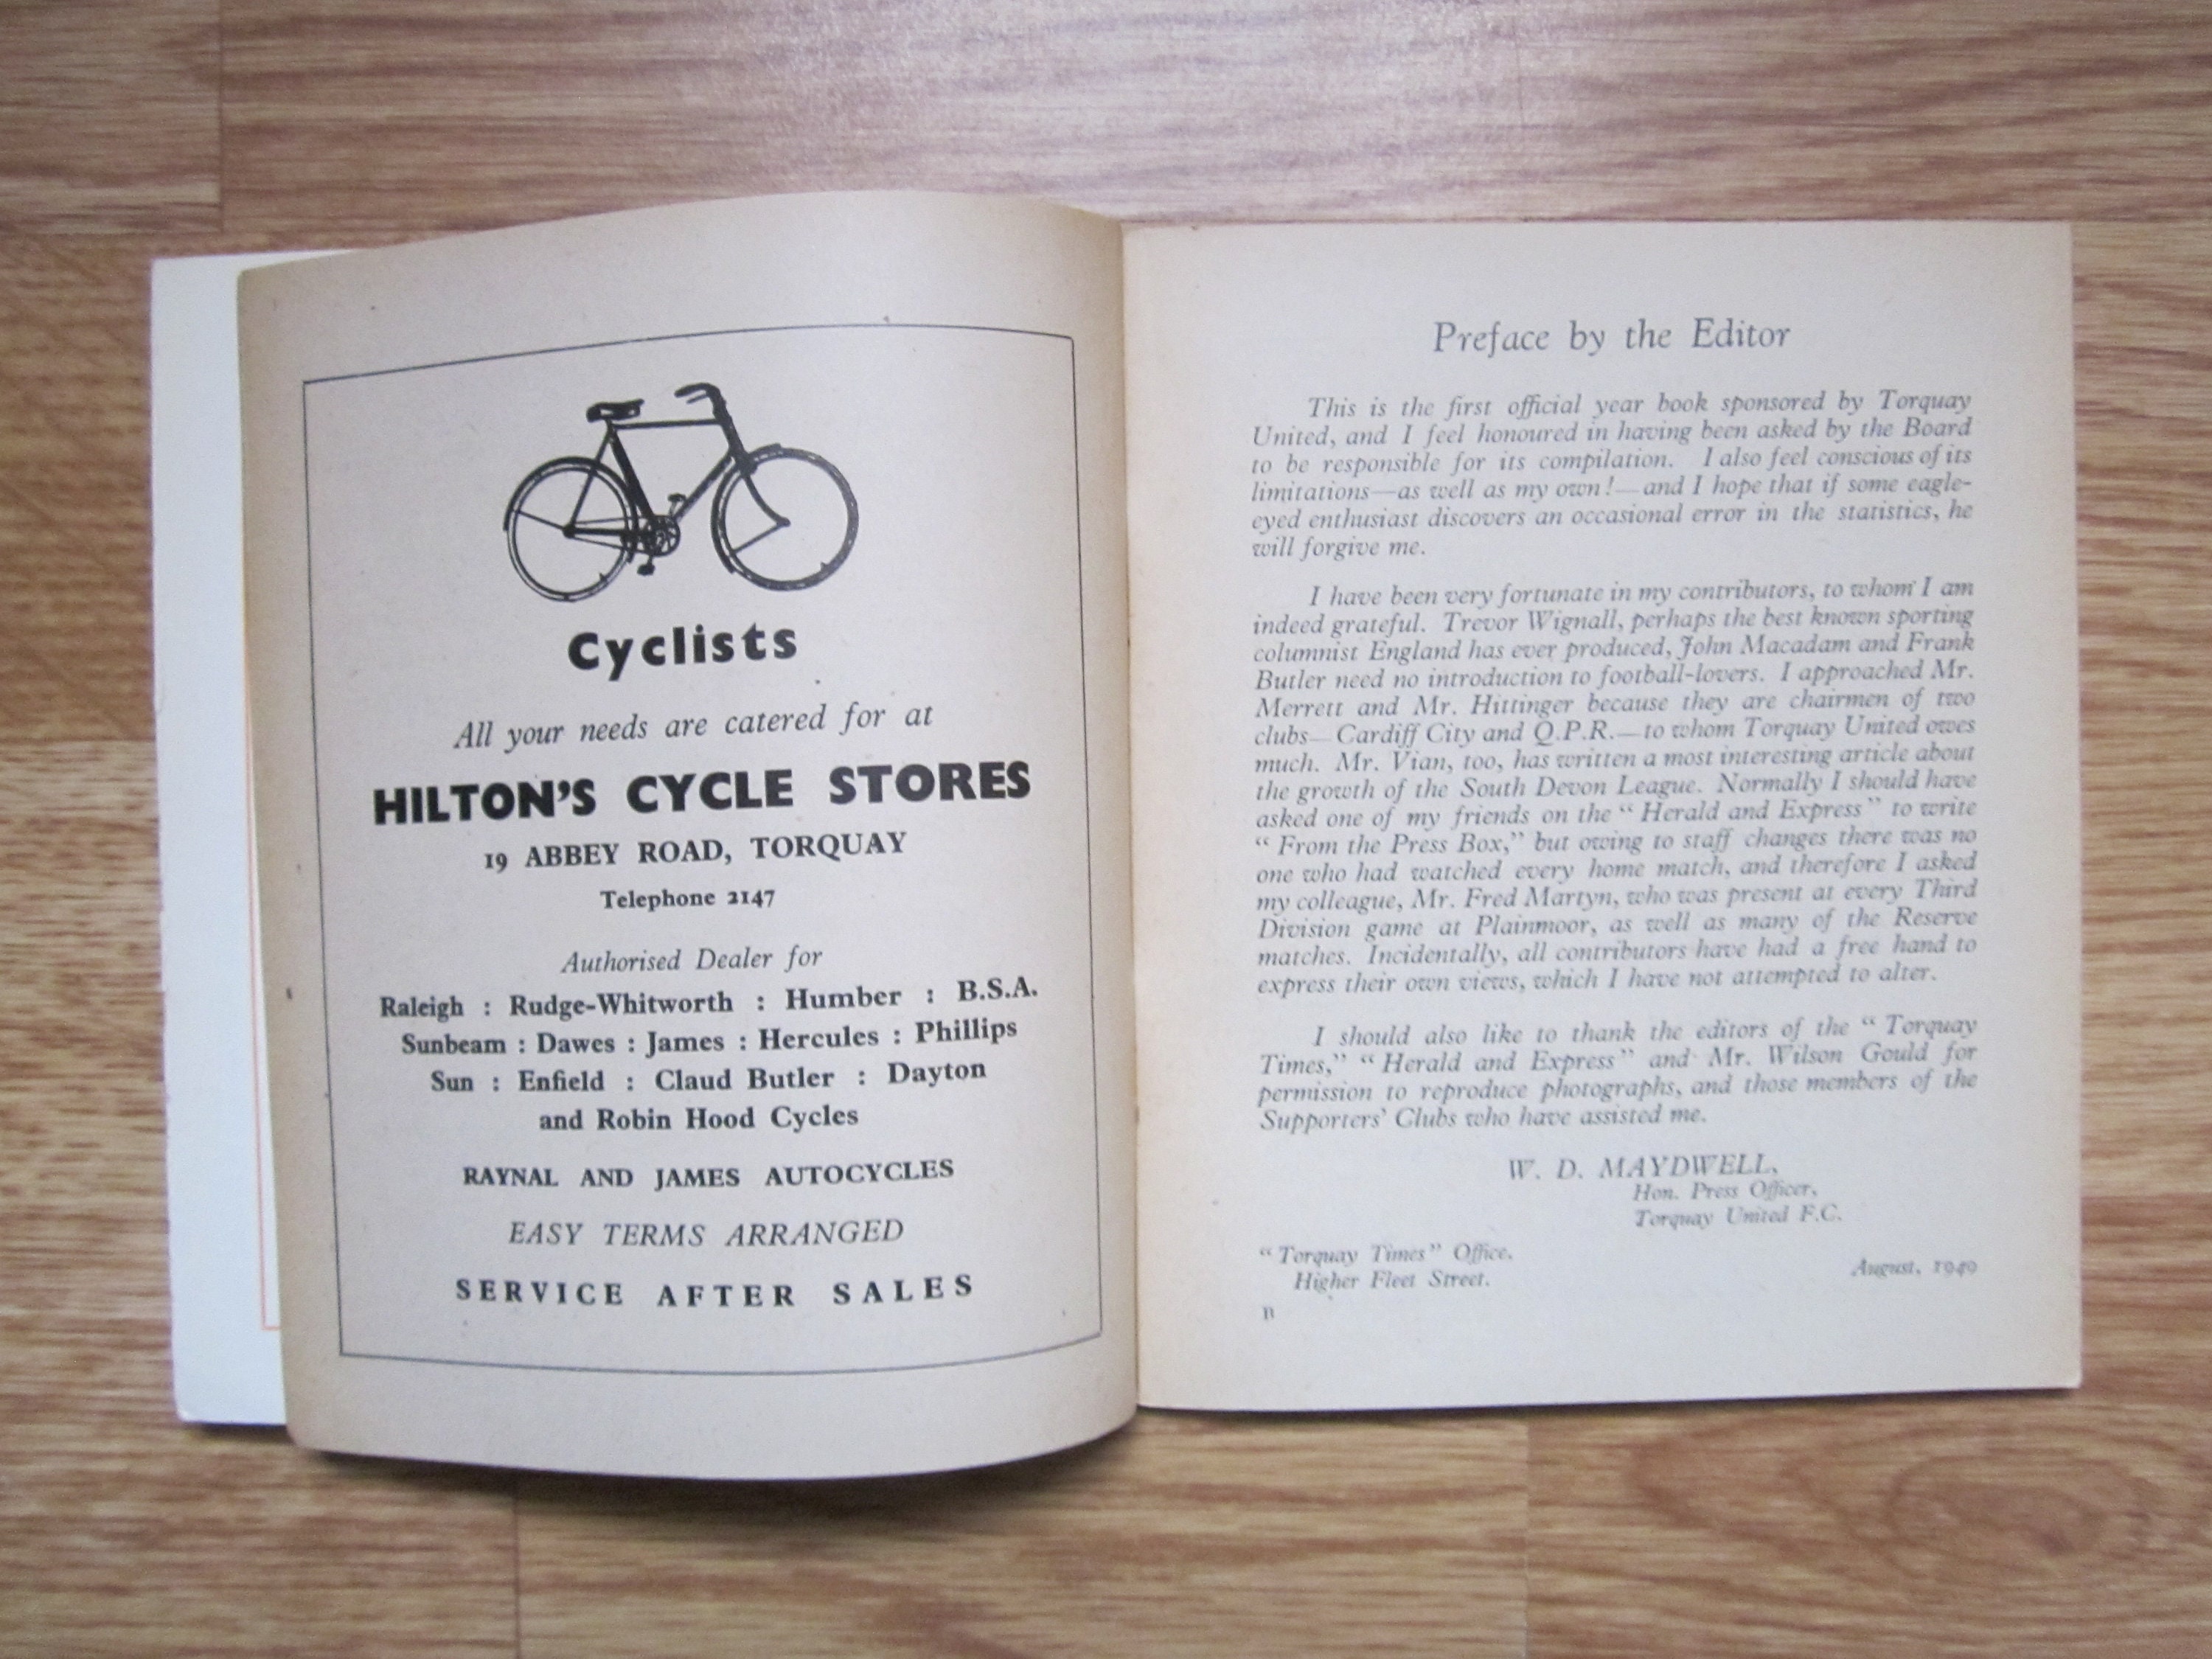 Cyclists
All your needs are catered for at
HILTON'S CYCLE STORES
19 ABBEY ROAD, TORQUAY
Telephone 2147
Authorised Dealer for
Raleigh : Rudge-Whitworth : Humber : B.S.A.
Sunbeam : Dawes : James : Hercules : Phillips
Sun : Enfield : Claud Butler : Dayton
and Robin Hood Cycles
RAYNAL AND JAMES AUTOCYCLES
EASY TERMS ARRANGED
SERVICE AFTER SALES
Preface by the Editor
This is the first official year book sponsored by Torquay
United, and I feel honoured in having been asked by the Board
to be responsible for its compilation. I also feel conscious of its
limitations—as well as my own!—and I hope that if some eagle-
eyed enthusiast discovers an occasional error in the statistics, he
will forgive me.
I have been very fortunate in my contributors, to whom I am
indeed grateful. Trevor Wignall, perhaps the best known sporting
columnist England has ever produced, John Macadam and Frank
Butler need no introduction to football-lovers. I approached Mr.
Merrett and Mr. Hittinger because they are chairmen of two
clubs—Cardiff City and Q.P.R.—to whom Torquay United owes
much. Mr. Vian, too, has written a most interesting article about
the growth of the South Devon League. Normally I should have
asked one of my friends on the “ Herald and Express ” to write
“ From the Press Box,” but owing to staff changes there was no
one who had watched every home match, and therefore I asked
my colleague, Mr. Fred Martyn, who was present at every Third
Division game at Plainmoor, as well as many of the Reserve
matches. Incidentally, all contributors have had a free hand to
express their own views, which I have not attempted to alter.
I should also like to thank the editors of the “ Torquay
Times,” “ Herald and Express ” and Mr. Wilson Gould for
permission to reproduce photographs, and those members of the
Supporters' Clubs who have assisted me.
W. D. MAYDWELL,
Hon. Press Officer,
Torquay United F.C.
“ Torquay Times ” Office.
Higher Fleet Street.
August, 1949
B